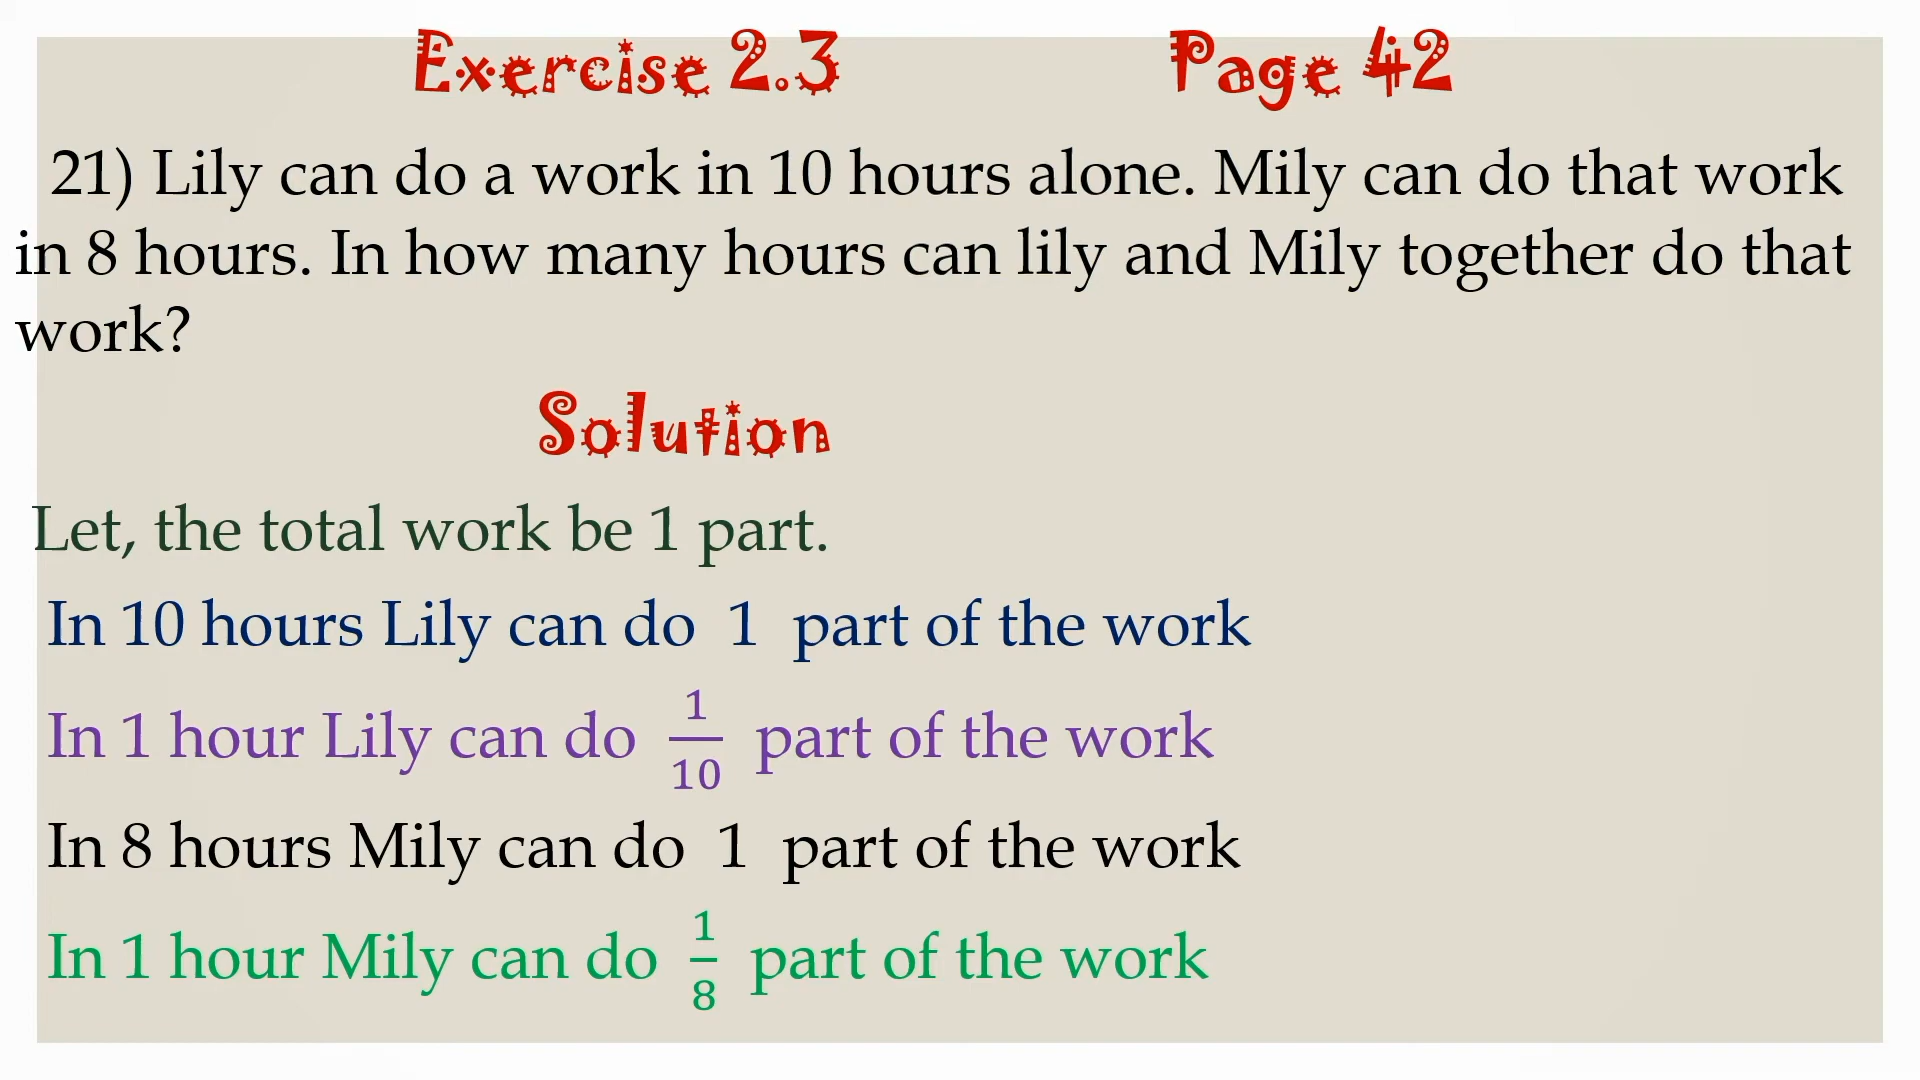 Exercise 2.3 Page 42
21) Lily can do a work in 10 hours alone. Mily can do that work
in 8 hours. In how many hours can lily and Mily together do that
work?
Solution
Let, the total work be 1 part.
In 10 hours Lily can do 1 part of the work
In 1 hour Lily can do 1/10 part of the work
In 8 hours Mily can do 1 part of the work
In 1 hour Mily can do 1/8 part of the work